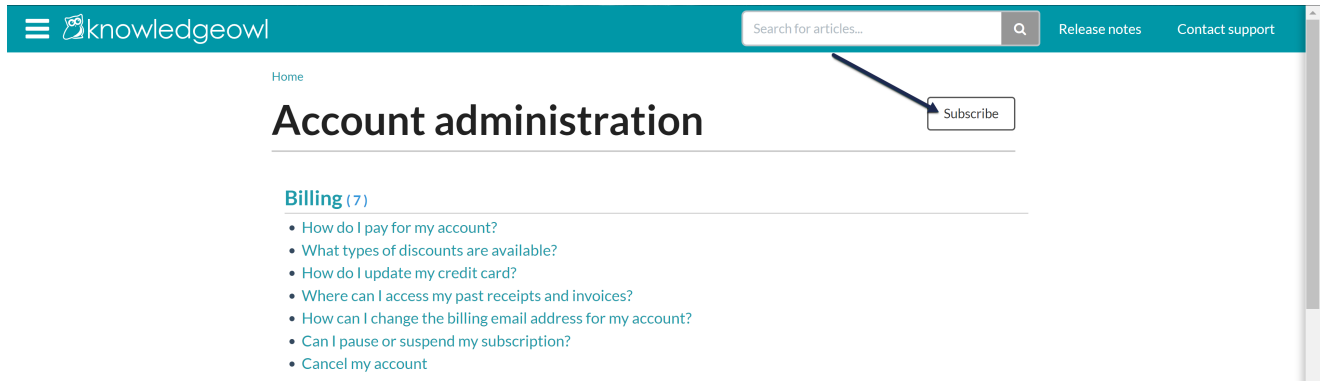 knowledgeowl
Search for articles...
Release notes
Contact support
Home
Account administration
Subscribe
Billing ( 7 )
How do I pay for my account?
What types of discounts are available?
How do I update my credit card?
Where can I access my past receipts and invoices?
How can I change the billing email address for my account?
Can I pause or suspend my subscription?
Cancel my account